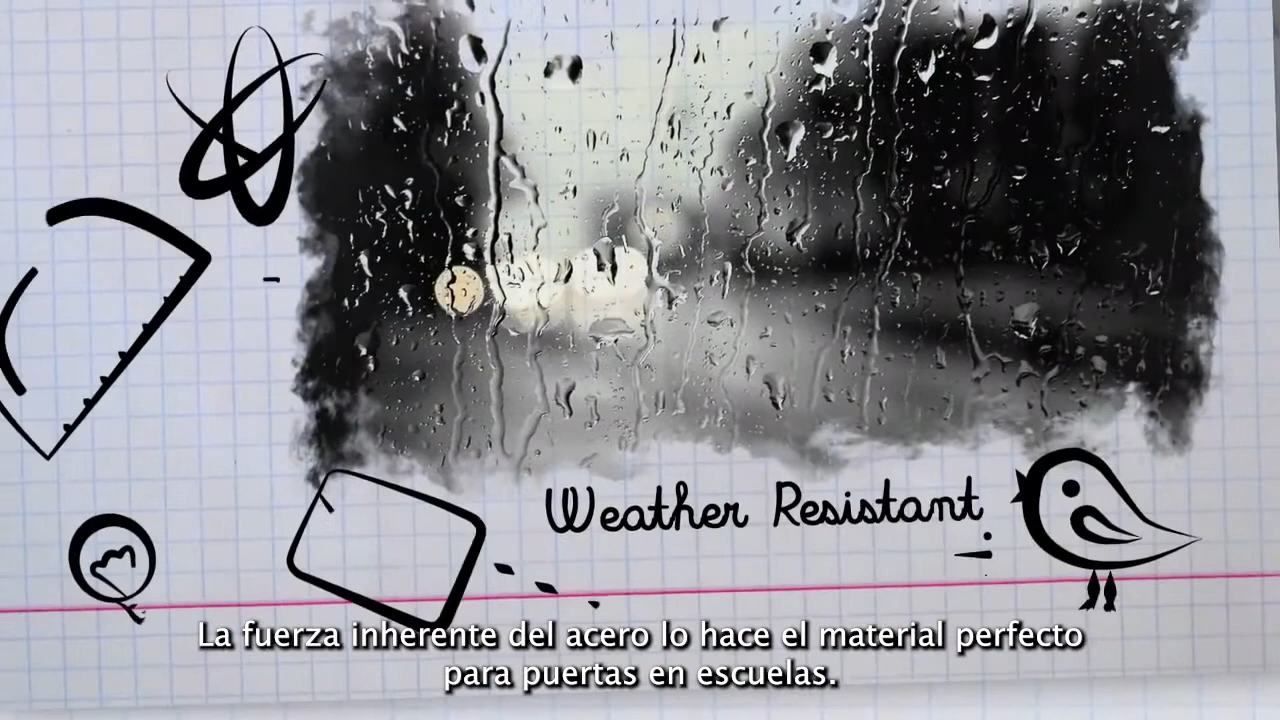 Weather Resistant
La fuerza inherente del acero lo hace el material perfecto
para puertas en escuelas.